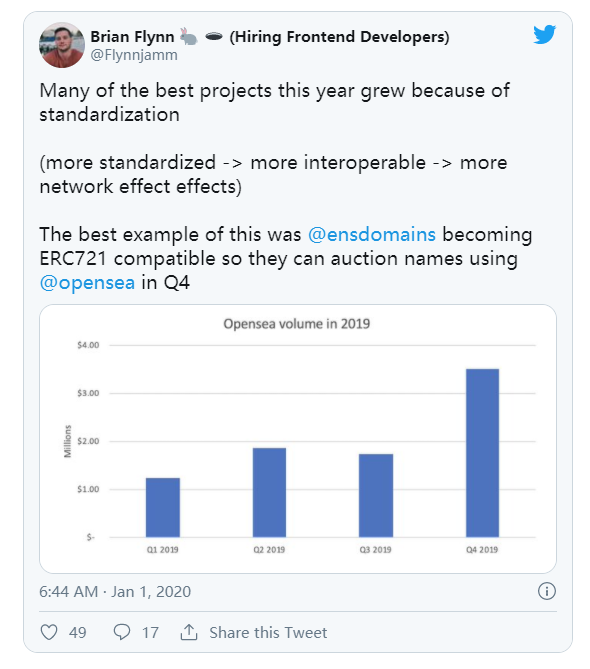 Brian Flynn 🐇 🕳️ (Hiring Frontend Developers)
@Flynnjamm
Many of the best projects this year grew because of
standardization
(more standardized -> more interoperable -> more
network effect effects)
The best example of this was @ensdomains becoming
ERC721 compatible so they can auction names using
@opensea in Q4
Opensea volume in 2019
$4.00
$3.00
Millions
$2.00
$1.00
$-
Q1 2019 Q2 2019 Q3 2019 Q4 2019
6:44 AM · Jan 1, 2020
49 17 Share this Tweet